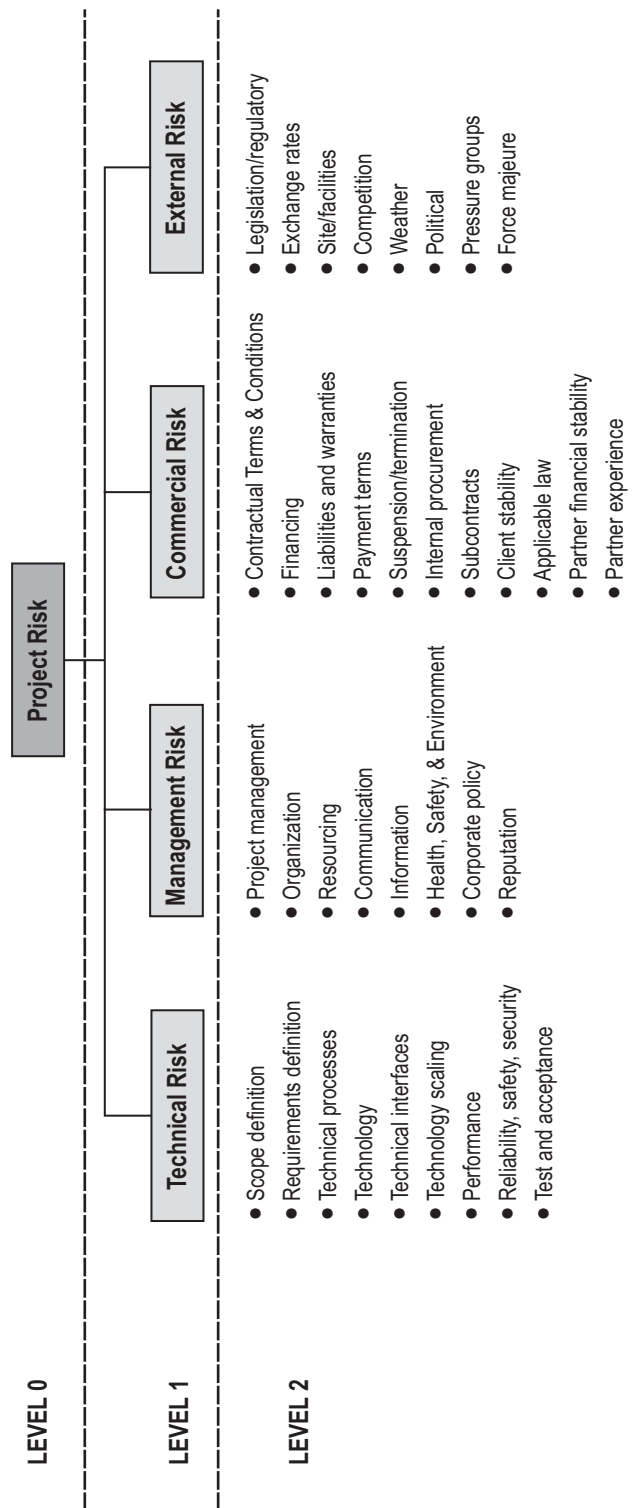 LEVEL 0
Project Risk
LEVEL 1
Technical Risk
Management Risk
Commercial Risk
External Risk
LEVEL 2
● Scope definition
● Requirements definition
● Technical processes
● Technology
● Technical interfaces
● Technology scaling
● Performance
● Reliability, safety, security
● Test and acceptance
● Project management
● Organization
● Resourcing
● Communication
● Information
● Health, Safety, & Environment
● Corporate policy
● Reputation
● Contractual Terms & Conditions
● Financing
● Liabilities and warranties
● Payment terms
● Suspension/termination
● Internal procurement
● Subcontracts
● Client stability
● Applicable law
● Partner financial stability
● Partner experience
● Legislation/regulatory
● Exchange rates
● Site/facilities
● Competition
● Weather
● Political
● Pressure groups
● Force majeure